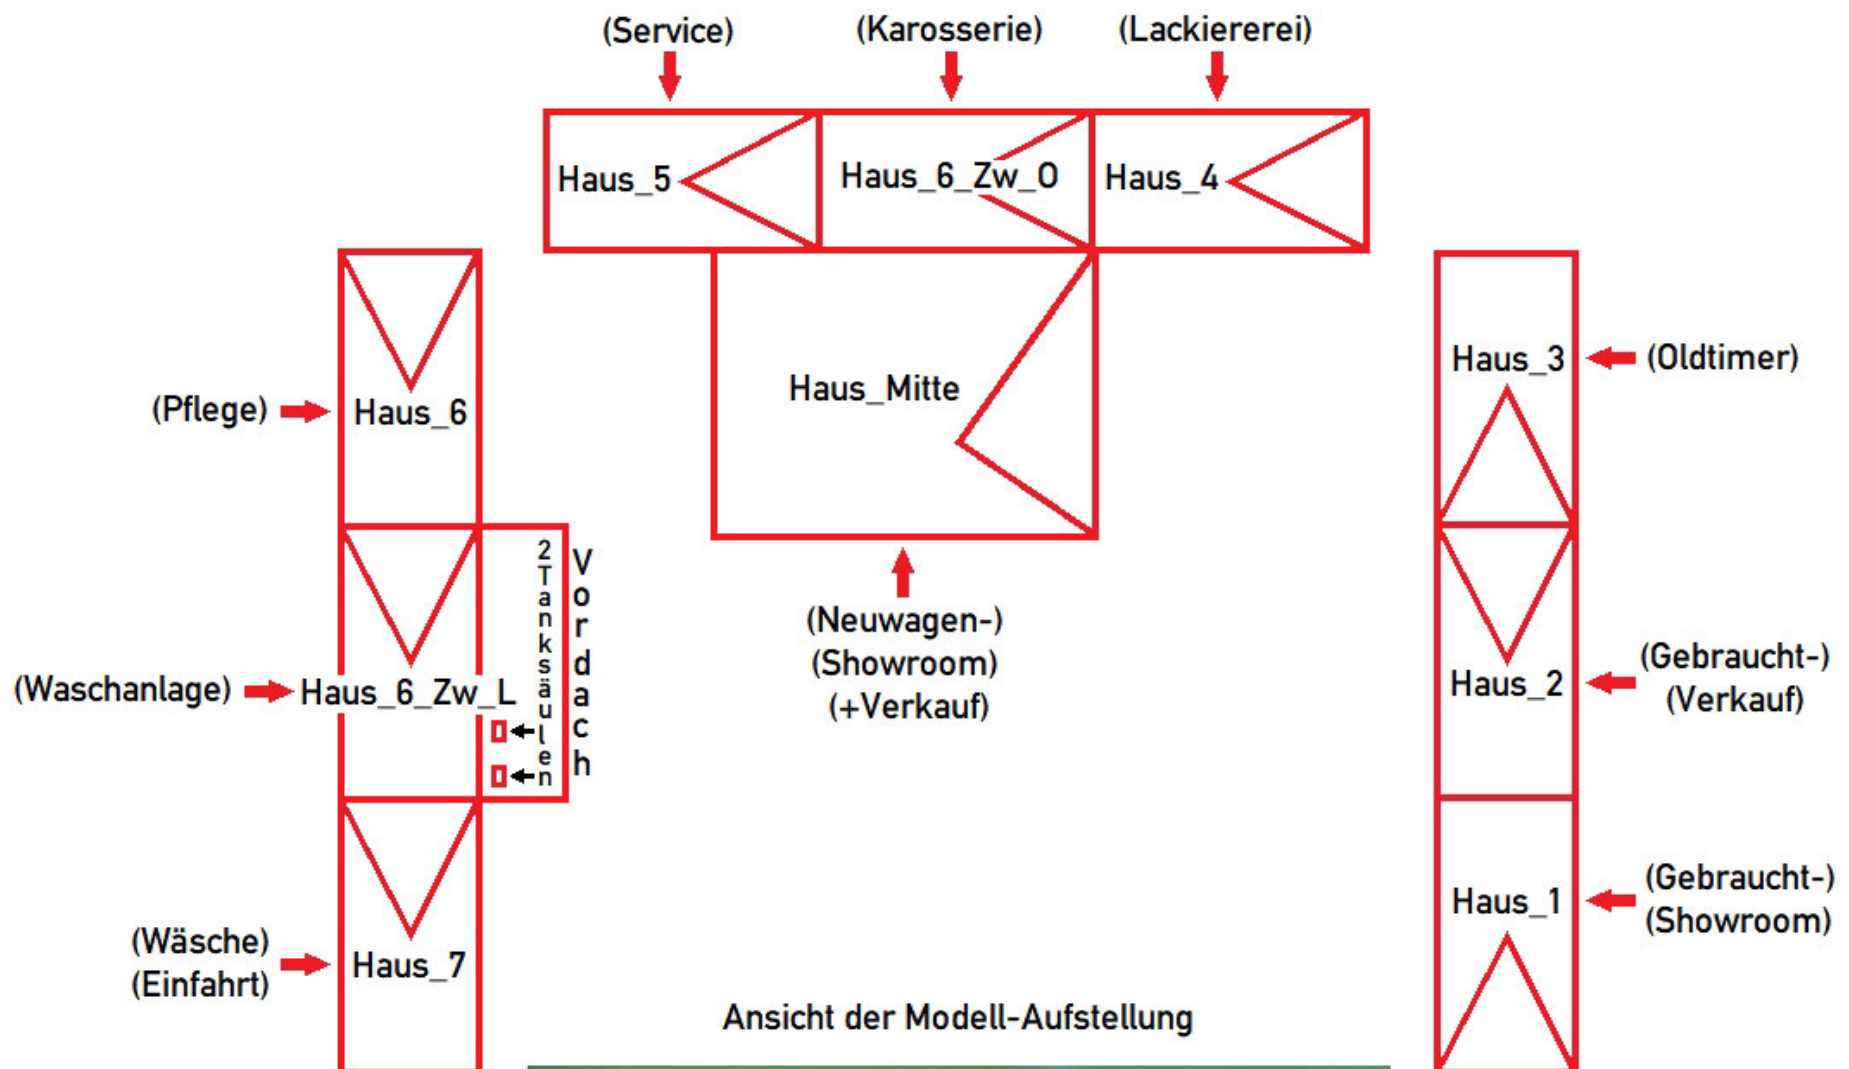 (Service)
(Karosserie)
(Lackiererei)
Haus_5
Haus_6_Zw_O
Haus_4
Haus_Mitte
(Neuwagen-)
(Showroom)
(+Verkauf)
(Pflege)
Haus_6
(Waschanlage)
Haus_6_Zw_L
2 Tanksäulen
Vordach
(Wäsche)
(Einfahrt)
Haus_7
Haus_3
(Oldtimer)
Haus_2
(Gebraucht-)
(Verkauf)
Haus_1
(Gebraucht-)
(Showroom)
Ansicht der Modell-Aufstellung